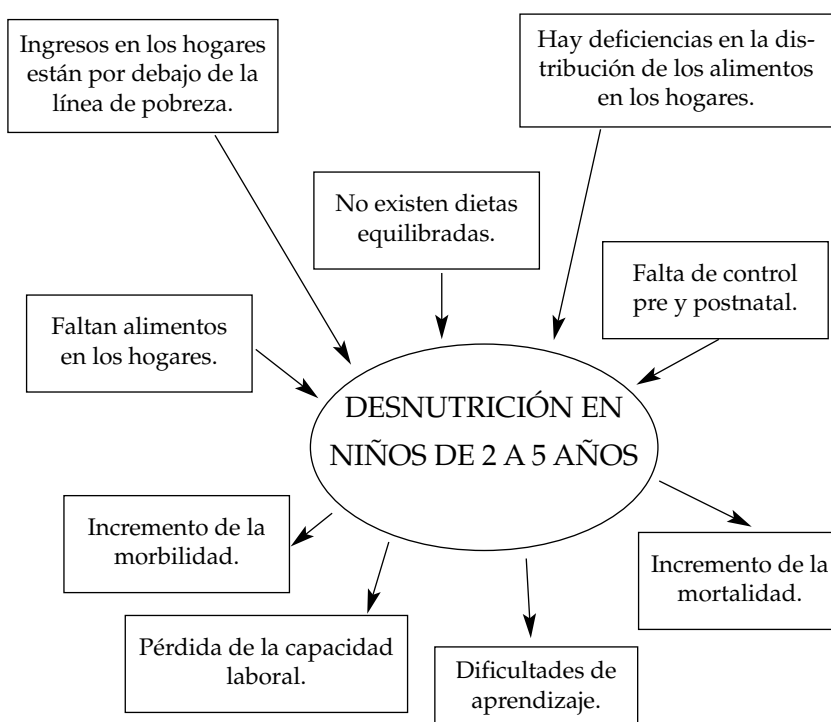 Ingresos en los hogares
están por debajo de la
línea de pobreza.
Hay deficiencias en la dis-
tribución de los alimentos
en los hogares.
No existen dietas
equilibradas.
Falta de control
pre y postnatal.
Faltan alimentos
en los hogares.
DESNUTRICIÓN EN
NIÑOS DE 2 A 5 AÑOS
Incremento de la
morbilidad.
Incremento de la
mortalidad.
Pérdida de la capacidad
laboral.
Dificultades de
aprendizaje.